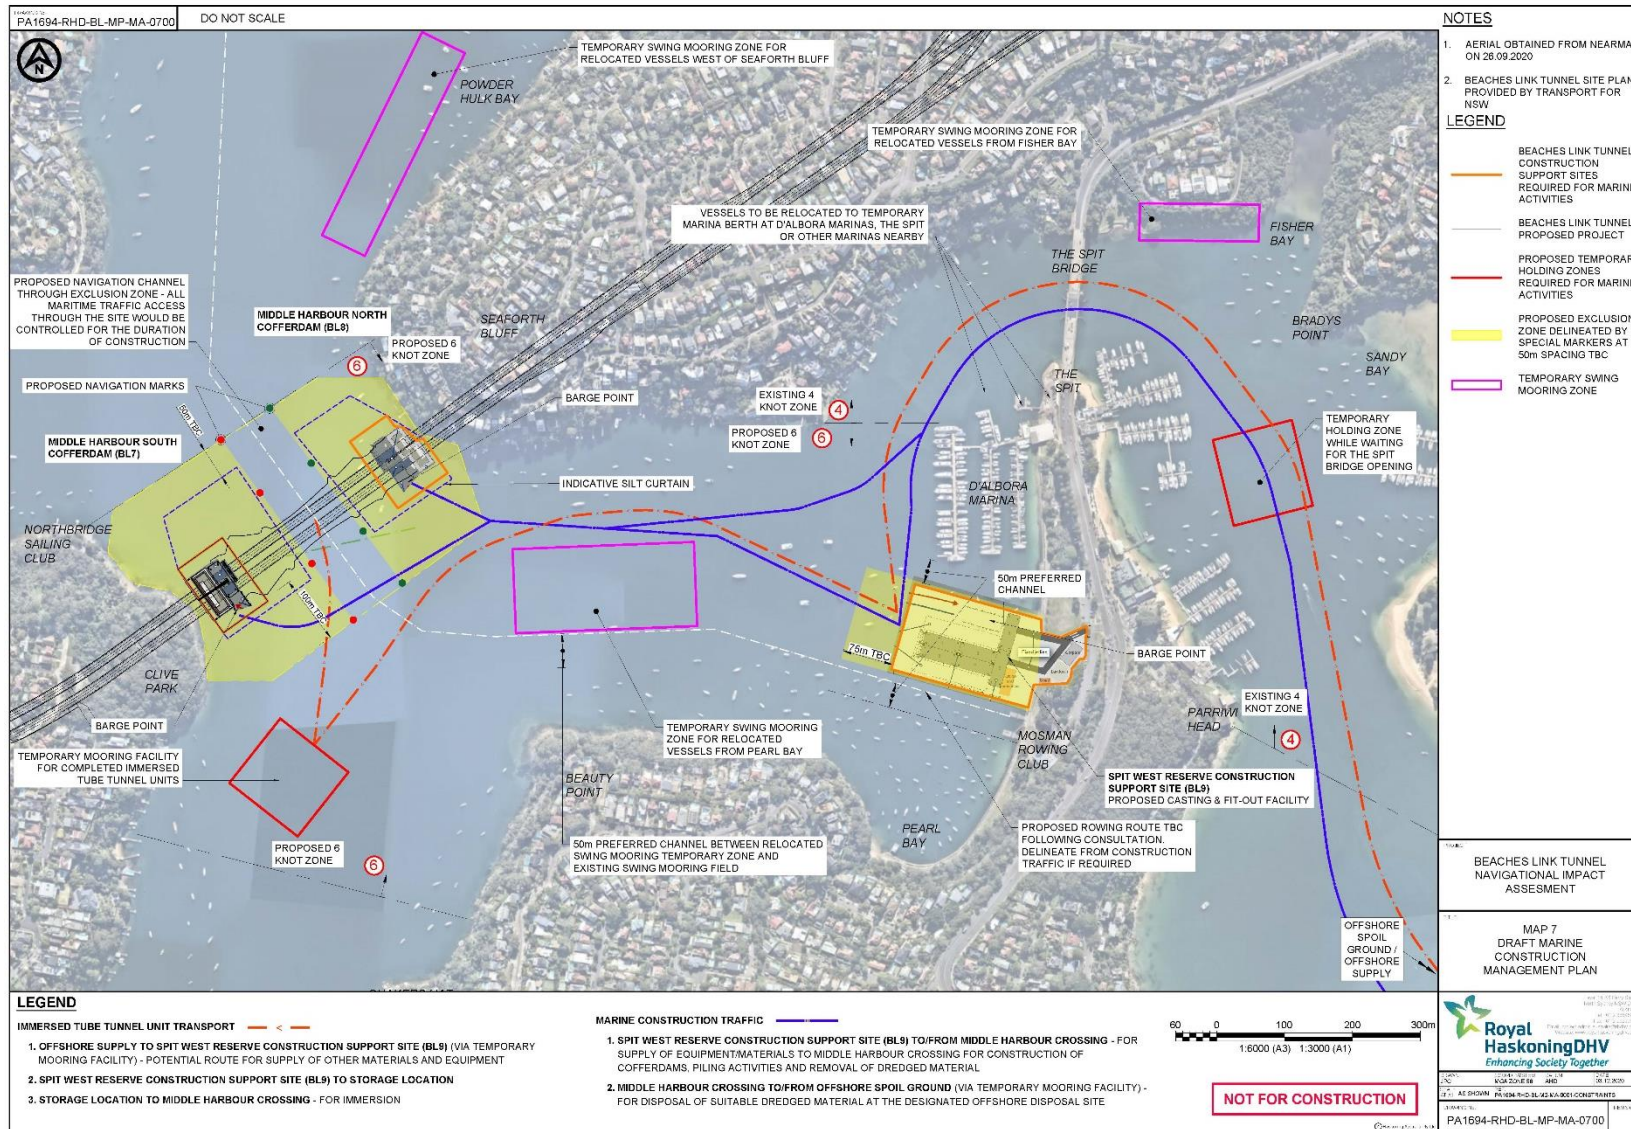 PA1694-RHD-BL-MP-MA-0700
DO NOT SCALE
N
POWDER
HULK BAY
TEMPORARY SWING MOORING ZONE FOR
RELOCATED VESSELS WEST OF SEAFORTH BLUFF
TEMPORARY SWING MOORING ZONE FOR
RELOCATED VESSELS FROM FISHER BAY
VESSELS TO BE RELOCATED TO TEMPORARY
MARINA BERTH AT D'ALBORA MARINAS, THE SPIT
OR OTHER MARINAS NEARBY
FISHER
BAY
THE SPIT
BRIDGE
PROPOSED NAVIGATION CHANNEL
THROUGH EXCLUSION ZONE - ALL
MARITIME TRAFFIC ACCESS
THROUGH THE SITE WOULD BE
CONTROLLED FOR THE DURATION
OF CONSTRUCTION
MIDDLE HARBOUR NORTH
COFFERDAM (BL8)
SEAFORTH
BLUFF
PROPOSED 6
KNOT ZONE
6
BRADYS
POINT
SANDY
BAY
PROPOSED NAVIGATION MARKS
BARGE POINT
THE
SPIT
EXISTING 4
KNOT ZONE
4
PROPOSED 6
KNOT ZONE
6
50m TBC
MIDDLE HARBOUR SOUTH
COFFERDAM (BL7)
TEMPORARY
HOLDING ZONE
WHILE WAITING
FOR THE SPIT
BRIDGE OPENING
INDICATIVE SILT CURTAIN
D'ALBORA
MARINA
NORTHBRIDGE
SAILING
CLUB
100m TBC
50m PREFERRED
CHANNEL
75m TBC
BARGE POINT
CLIVE
PARK
BARGE POINT
EXISTING 4
KNOT ZONE
4
PARRIWI
HEAD
TEMPORARY SWING MOORING
ZONE FOR RELOCATED
VESSELS FROM PEARL BAY
MOSMAN
ROWING
CLUB
TEMPORARY MOORING FACILITY
FOR COMPLETED IMMERSED
TUBE TUNNEL UNITS
BEAUTY
POINT
SPIT WEST RESERVE CONSTRUCTION
SUPPORT SITE (BL9)
PROPOSED CASTING & FIT-OUT FACILITY
PEARL
BAY
PROPOSED ROWING ROUTE TBC
FOLLOWING CONSULTATION.
DELINEATE FROM CONSTRUCTION
TRAFFIC IF REQUIRED
PROPOSED 6
KNOT ZONE
6
50m PREFERRED CHANNEL BETWEEN RELOCATED
SWING MOORING TEMPORARY ZONE AND
EXISTING SWING MOORING FIELD
OFFSHORE
SPOIL
GROUND /
OFFSHORE
SUPPLY
NOTES
1. AERIAL OBTAINED FROM NEARMA
ON 26.09.2020
2. BEACHES LINK TUNNEL SITE PLAN
PROVIDED BY TRANSPORT FOR
NSW
LEGEND
BEACHES LINK TUNNEL
CONSTRUCTION
SUPPORT SITES
REQUIRED FOR MARINE
ACTIVITIES
BEACHES LINK TUNNEL
PROPOSED PROJECT
PROPOSED TEMPORAR
HOLDING ZONES
REQUIRED FOR MARINE
ACTIVITIES
PROPOSED EXCLUSION
ZONE DELINEATED BY
SPECIAL MARKERS AT
50m SPACING TBC
TEMPORARY SWING
MOORING ZONE
BEACHES LINK TUNNEL
NAVIGATIONAL IMPACT
ASSESMENT
MAP 7
DRAFT MARINE
CONSTRUCTION
MANAGEMENT PLAN
Royal
HaskoningDHV
Enhancing Society Together
AS SHOWN
PA1694-RHD-BL-MP-MA-0700
LEGEND
IMMERSED TUBE TUNNEL UNIT TRANSPORT
1. OFFSHORE SUPPLY TO SPIT WEST RESERVE CONSTRUCTION SUPPORT SITE (BL9) (VIA TEMPORARY
MOORING FACILITY) - POTENTIAL ROUTE FOR SUPPLY OF OTHER MATERIALS AND EQUIPMENT
2. SPIT WEST RESERVE CONSTRUCTION SUPPORT SITE (BL9) TO STORAGE LOCATION
3. STORAGE LOCATION TO MIDDLE HARBOUR CROSSING - FOR IMMERSION
MARINE CONSTRUCTION TRAFFIC
1. SPIT WEST RESERVE CONSTRUCTION SUPPORT SITE (BL9) TO/FROM MIDDLE HARBOUR CROSSING - FOR
SUPPLY OF EQUIPMENT/MATERIALS TO MIDDLE HARBOUR CROSSING FOR CONSTRUCTION OF
COFFERDAMS, PILING ACTIVITIES AND REMOVAL OF DREDGED MATERIAL
2. MIDDLE HARBOUR CROSSING TO/FROM OFFSHORE SPOIL GROUND (VIA TEMPORARY MOORING FACILITY) -
FOR DISPOSAL OF SUITABLE DREDGED MATERIAL AT THE DESIGNATED OFFSHORE DISPOSAL SITE
60 0 100 200 300m
1:6000 (A3) 1:3000 (A1)
NOT FOR CONSTRUCTION